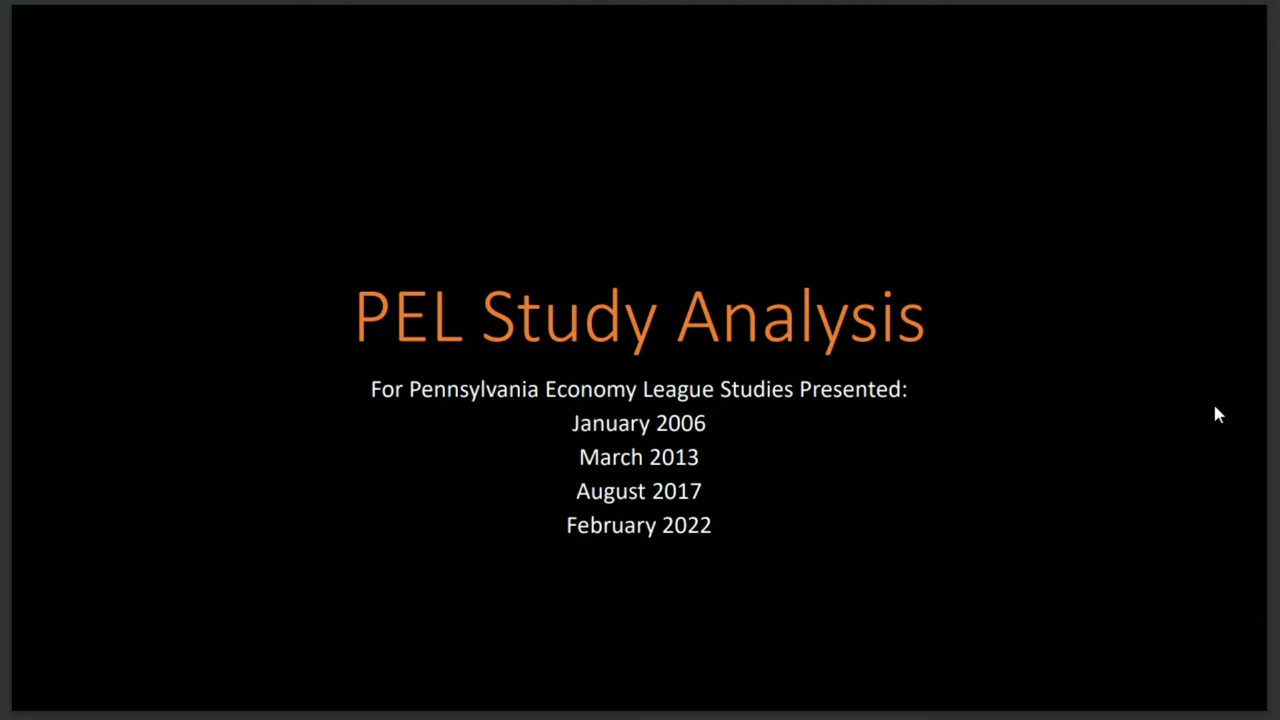 PEL Study Analysis
For Pennsylvania Economy League Studies Presented:
January 2006
March 2013
August 2017
February 2022